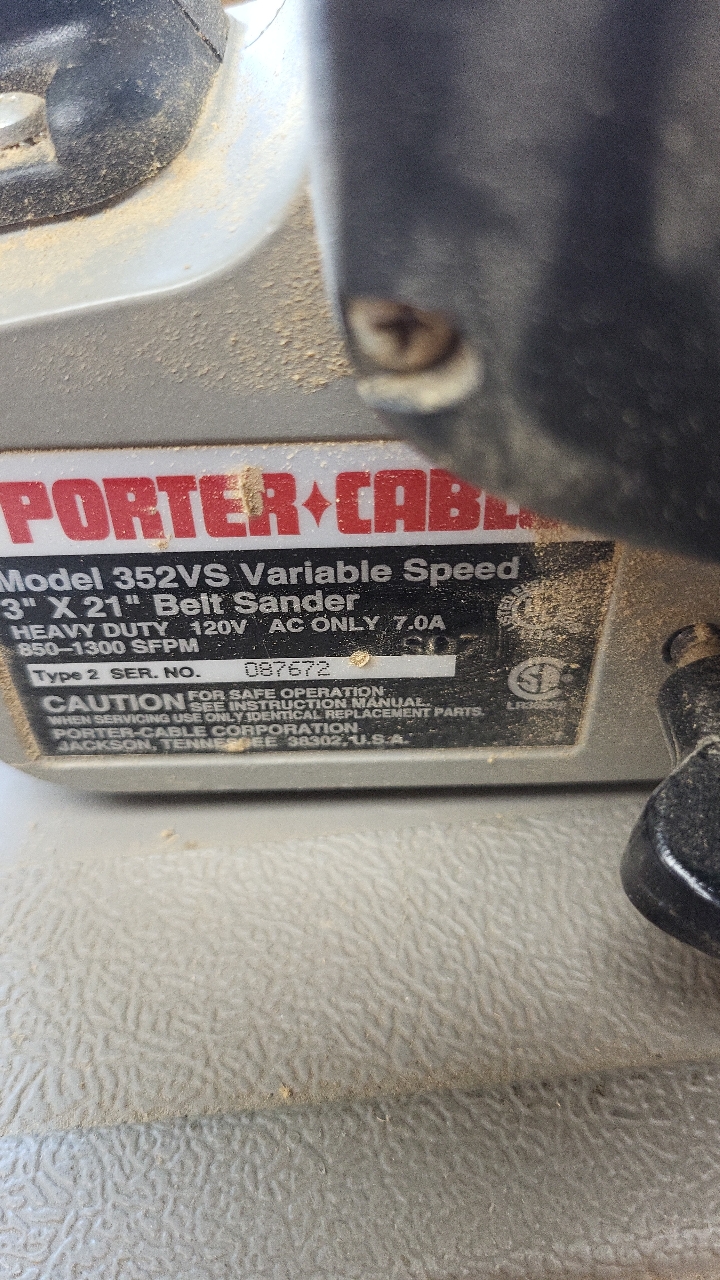 PORTER CABLE
Model 352VS Variable Speed
3" X 21" Belt Sander
HEAVY DUTY 120V AC ONLY 7.0A
850–1300 SFPM
Type 2 SER. NO. 087672
CAUTION FOR SAFE OPERATION
SEE INSTRUCTION MANUAL.
WHEN SERVICING USE ONLY IDENTICAL REPLACEMENT PARTS.
PORTER-CABLE CORPORATION
JACKSON, TENNESSEE 38302, U.S.A.